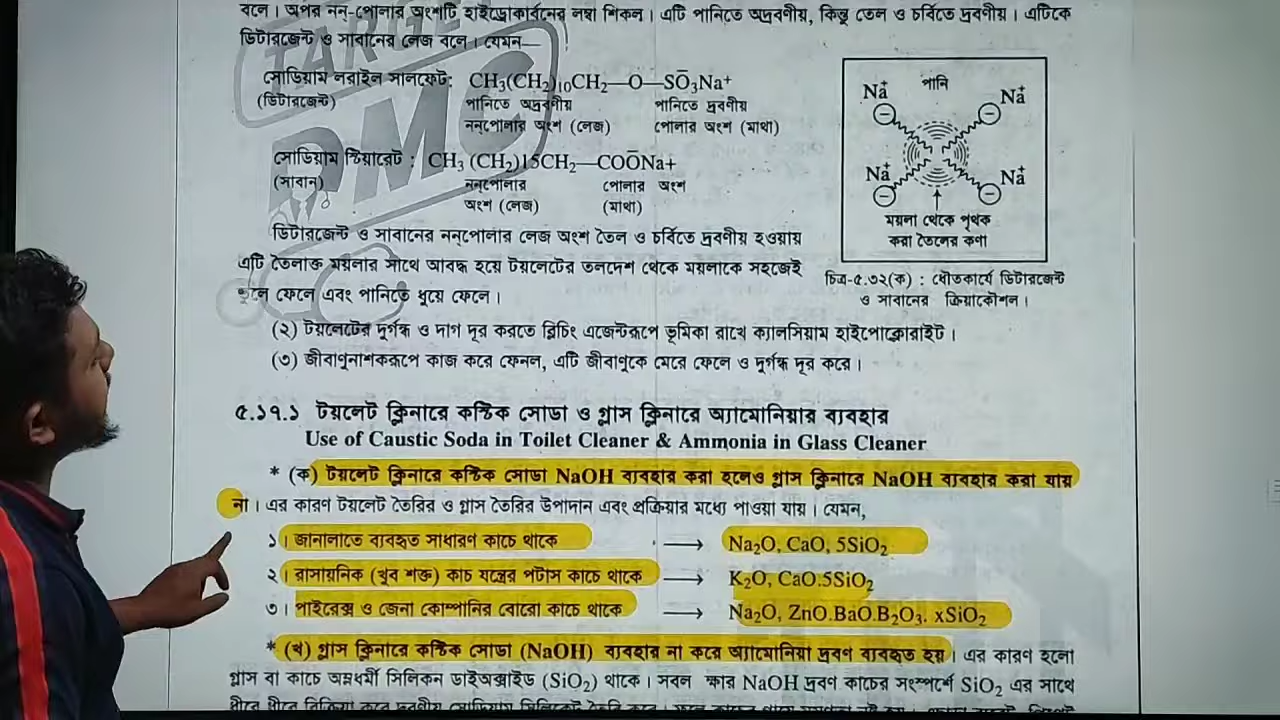 বলে। অপর নন্-পোলার অংশটি হাইড্রোকার্বনের লম্বা শিকল। এটি পানিতে অদ্রবণীয়, কিন্তু তেল ও চর্বিতে দ্রবণীয়। এটিকে
ডিটারজেন্ট ও সাবানের লেজ বলে। যেমন—
সোডিয়াম লরাইল সালফেট: CH₃(CH₂)₁₀CH₂—O—SŌ₃Na⁺
(ডিটারজেন্ট) পানিতে অদ্রবণীয় পানিতে দ্রবণীয়
ননৃপোলার অংশ (লেজ) পোলার অংশ (মাথা)
সোডিয়াম স্টিয়ারেট : CH₃ (CH₂)15CH₂—COŌNa+
(সাবান) ননৃপোলার পোলার অংশ
অংশ (লেজ) (মাথা)
পানি
Na⁺ Na⁺
Na⁺ Na⁺
ময়লা থেকে পৃথক
করা তৈলের কণা
চিত্র-৫.৩২(ক) : ধৌতকার্যে ডিটারজেন্ট
ও সাবানের ক্রিয়াকৌশল।
ডিটারজেন্ট ও সাবানের নন্পোলার লেজ অংশ তৈল ও চর্বিতে দ্রবণীয় হওয়ায়
এটি তৈলাক্ত ময়লার সাথে আবদ্ধ হয়ে টয়লেটের তলদেশ থেকে ময়লাকে সহজেই
তুলে ফেলে এবং পানিতে ধুয়ে ফেলে।
(২) টয়লেটের দুর্গন্ধ ও দাগ দূর করতে ব্লিচিং এজেন্টরূপে ভূমিকা রাখে ক্যালসিয়াম হাইপোক্লোরাইট।
(৩) জীবাণুনাশকরূপে কাজ করে ফেনল, এটি জীবাণুকে মেরে ফেলে ও দুর্গন্ধ দূর করে।
৫.১৭.১ টয়লেট ক্লিনারে কস্টিক সোডা ও গ্লাস ক্লিনারে অ্যামোনিয়ার ব্যবহার
Use of Caustic Soda in Toilet Cleaner & Ammonia in Glass Cleaner
* (ক) টয়লেট ক্লিনারে কস্টিক সোডা NaOH ব্যবহার করা হলেও গ্লাস ক্লিনারে NaOH ব্যবহার করা যায়
না। এর কারণ টয়লেট তৈরির ও গ্লাস তৈরির উপাদান এবং প্রক্রিয়ার মধ্যে পাওয়া যায়। যেমন,
১। জানালাতে ব্যবহৃত সাধারণ কাচে থাকে ⟶ Na₂O, CaO, 5SiO₂
২। রাসায়নিক (খুব শক্ত) কাচ যন্ত্রের পটাস কাচে থাকে ⟶ K₂O, CaO.5SiO₂
৩। পাইরেক্স ও জেনা কোম্পানির বোরো কাচে থাকে ⟶ Na₂O, ZnO.BaO.B₂O₃. xSiO₂
* (খ) গ্লাস ক্লিনারে কস্টিক সোডা (NaOH) ব্যবহার না করে অ্যামোনিয়া দ্রবণ ব্যবহৃত হয়। এর কারণ হলো
গ্লাস বা কাচে অম্লধর্মী সিলিকন ডাইঅক্সাইড (SiO₂) থাকে। সবল ক্ষার NaOH দ্রবণ কাচের সংস্পর্শে SiO₂ এর সাথে